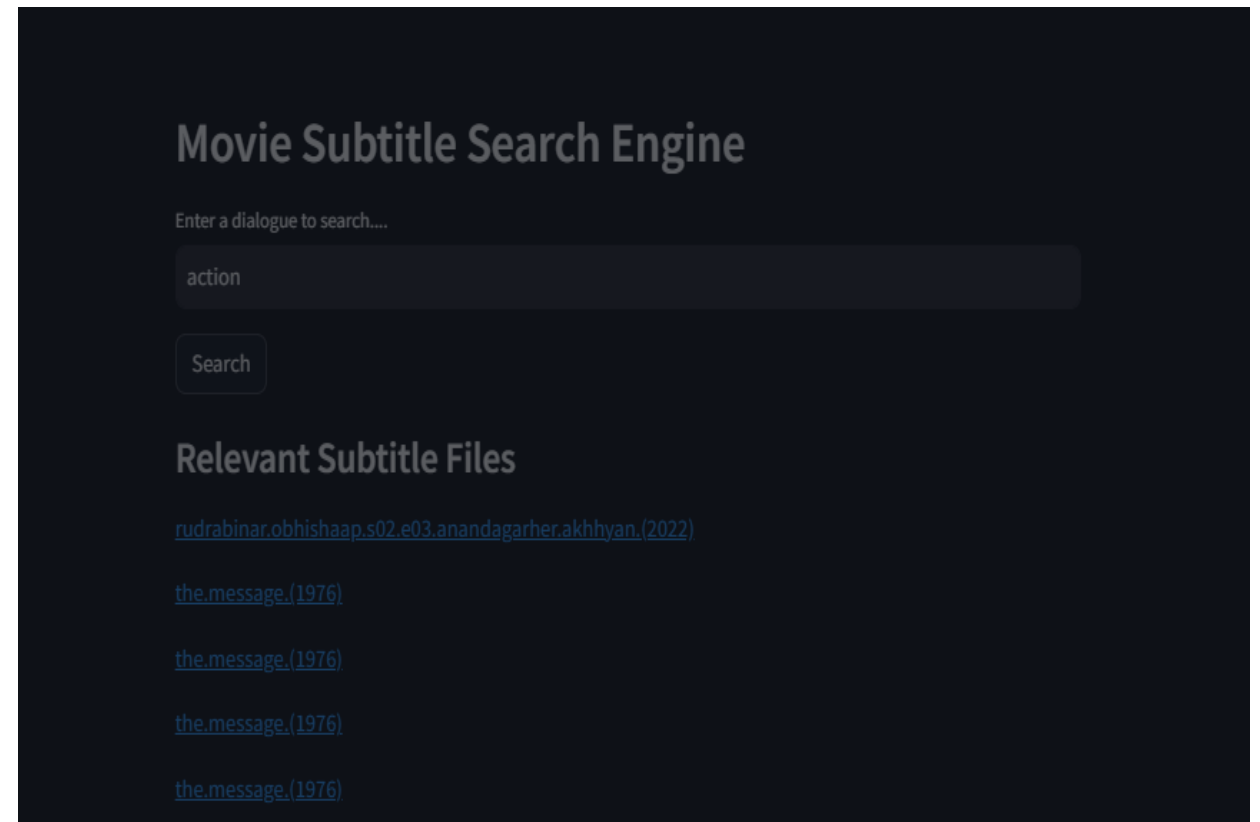 Movie Subtitle Search Engine
Enter a dialogue to search....
action
Search
Relevant Subtitle Files
rudrabinar.obhishaap.s02.e03.anandagarher.akhhyan.(2022)
the.message.(1976)
the.message.(1976)
the.message.(1976)
the.message.(1976)